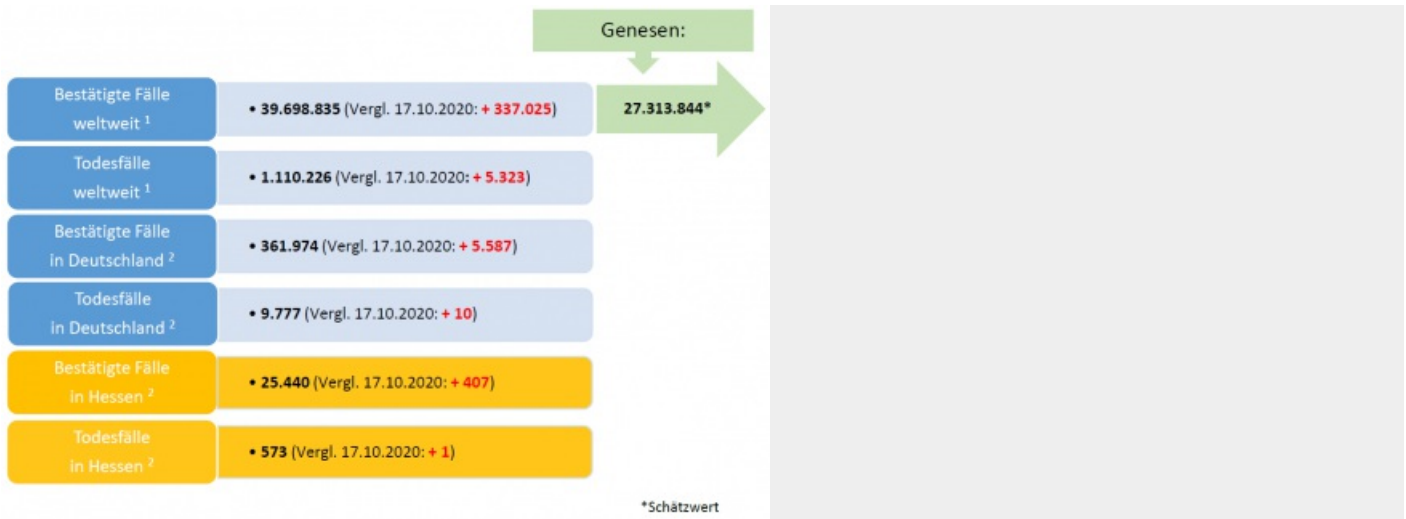 Genesen:
Bestätigte Fälle
weltweit ¹
• 39.698.835 (Vergl. 17.10.2020: + 337.025)
27.313.844*
Todesfälle
weltweit ¹
• 1.110.226 (Vergl. 17.10.2020: + 5.323)
Bestätigte Fälle
in Deutschland ²
• 361.974 (Vergl. 17.10.2020: + 5.587)
Todesfälle
in Deutschland ²
• 9.777 (Vergl. 17.10.2020: + 10)
Bestätigte Fälle
in Hessen ²
• 25.440 (Vergl. 17.10.2020: + 407)
Todesfälle
in Hessen ²
• 573 (Vergl. 17.10.2020: + 1)
*Schätzwert